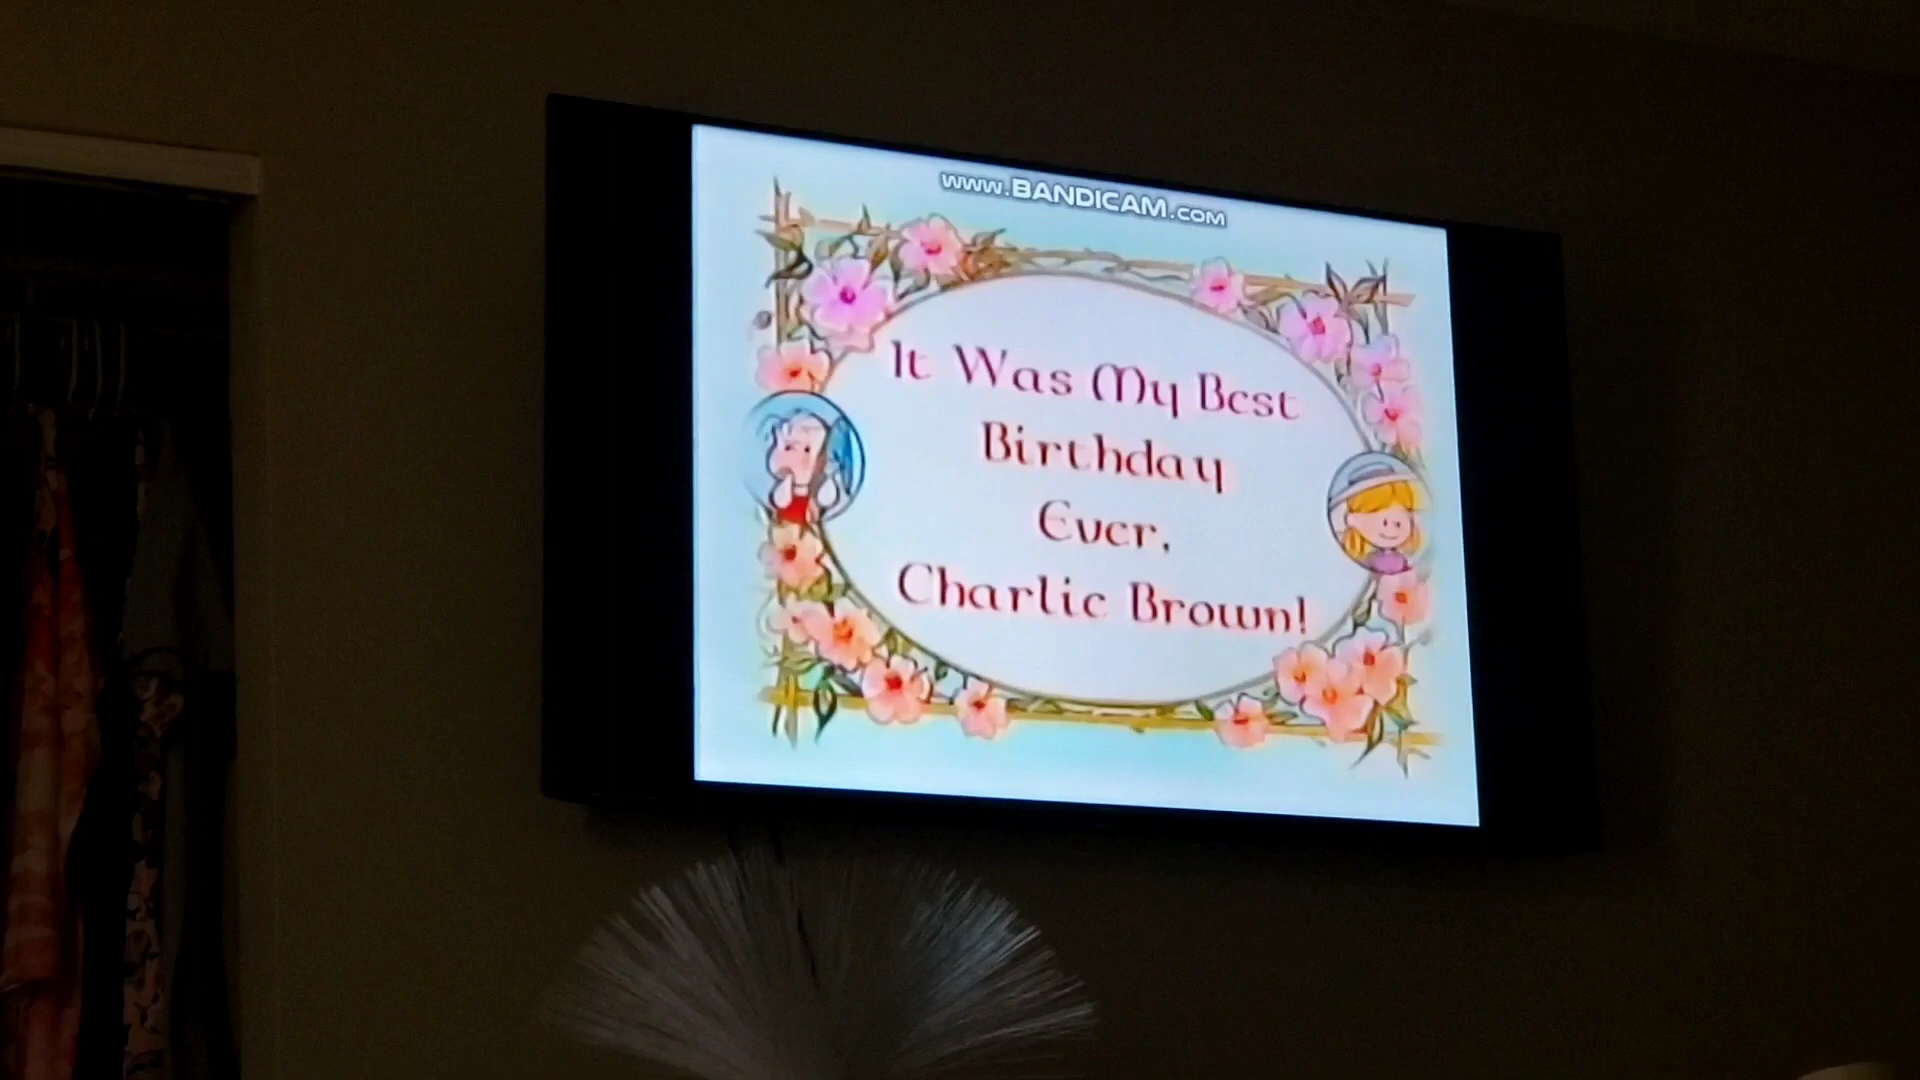 www.BANDICAM.COM
It Was My Best
Birthday
Ever,
Charlie Brown!